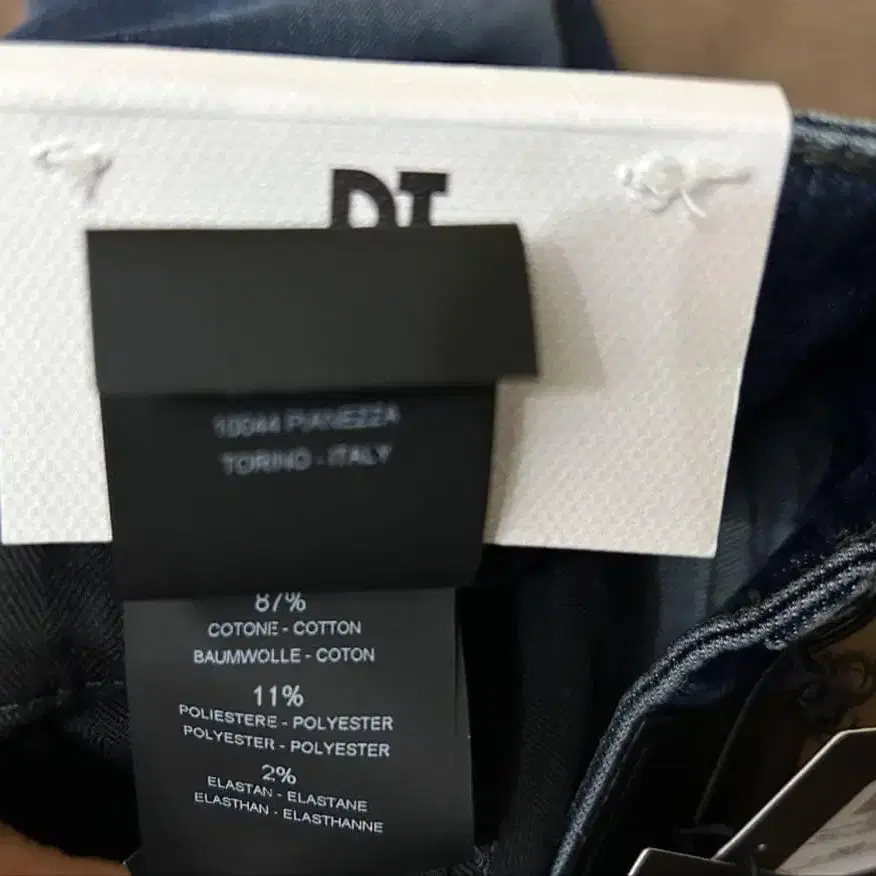 10044 PIANEZZA
TORINO - ITALY
87%
COTONE - COTTON
BAUMWOLLE - COTON
11%
POLIESTERE - POLYESTER
POLYESTER - POLYESTER
2%
ELASTAN - ELASTANE
ELASTHAN - ELASTHANNE